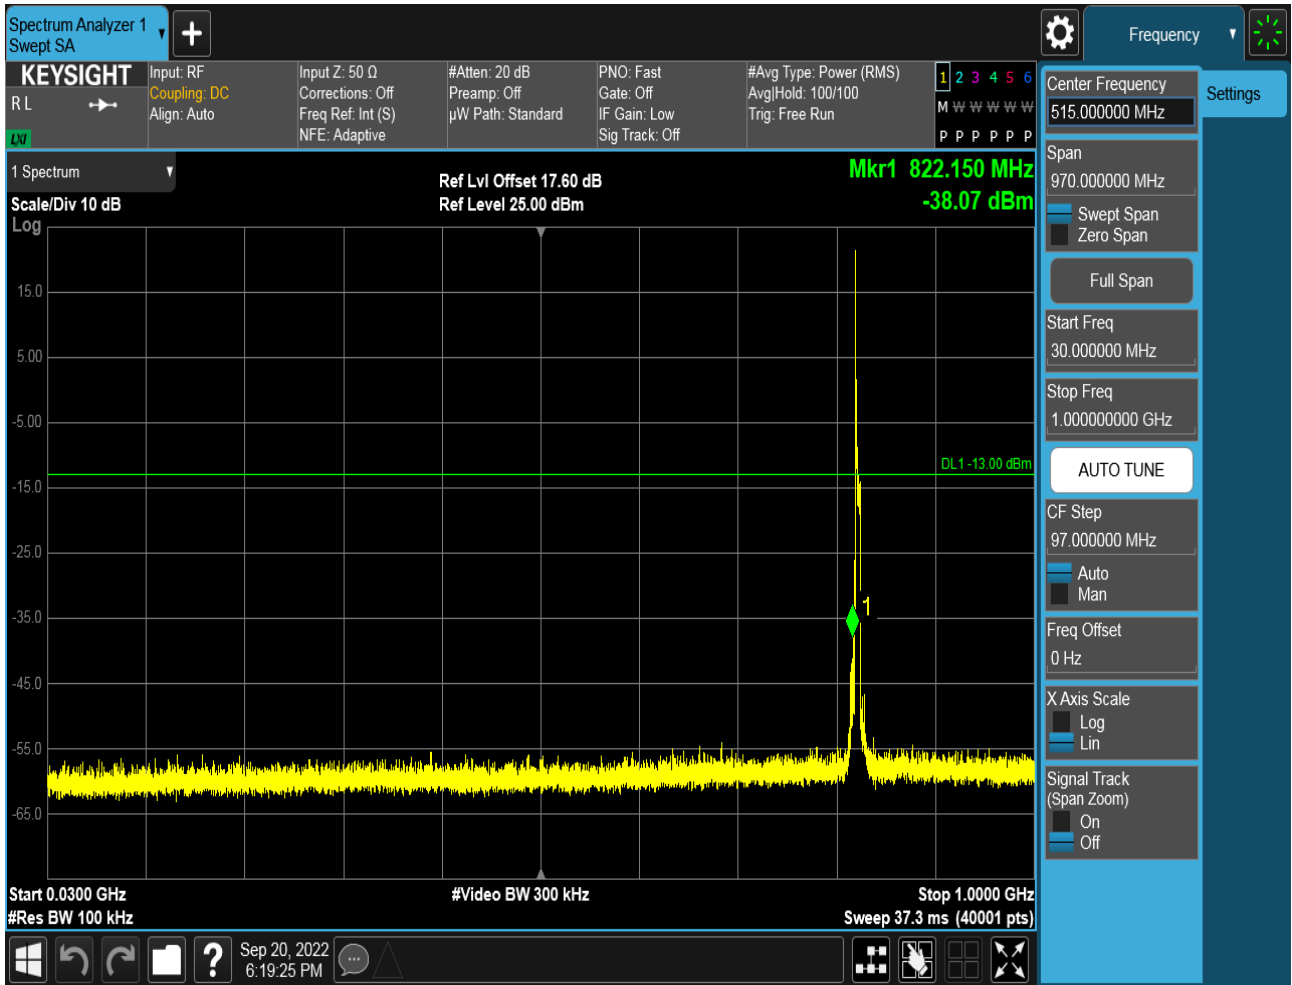 Spectrum Analyzer 1
Swept SA
Frequency
KEYSIGHT
R L
LXI
Input: RF
Coupling: DC
Align: Auto
Input Z: 50 Ω
Corrections: Off
Freq Ref: Int (S)
NFE: Adaptive
#Atten: 20 dB
Preamp: Off
µW Path: Standard
PNO: Fast
Gate: Off
IF Gain: Low
Sig Track: Off
#Avg Type: Power (RMS)
Avg|Hold: 100/100
Trig: Free Run
1 2 3 4 5 6
M W W W W W
P P P P P P
1 Spectrum
Scale/Div 10 dB
Log
Ref Lvl Offset 17.60 dB
Ref Level 25.00 dBm
Mkr1 822.150 MHz
-38.07 dBm
15.0
5.00
-5.00
DL1 -13.00 dBm
-15.0
-25.0
1
-35.0
-45.0
-55.0
-65.0
Start 0.0300 GHz
#Res BW 100 kHz
#Video BW 300 kHz
Stop 1.0000 GHz
Sweep 37.3 ms (40001 pts)
Center Frequency
515.000000 MHz
Settings
Span
970.000000 MHz
Swept Span
Zero Span
Full Span
Start Freq
30.000000 MHz
Stop Freq
1.000000000 GHz
AUTO TUNE
CF Step
97.000000 MHz
Auto
Man
Freq Offset
0 Hz
X Axis Scale
Log
Lin
Signal Track
(Span Zoom)
On
Off
?
Sep 20, 2022
6:19:25 PM